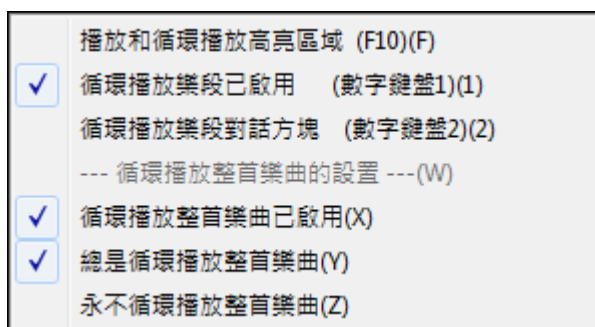 播放和循環播放高亮區域 (F10)(F)
循環播放樂段已啟用 (數字鍵盤1)(1)
循環播放樂段對話方塊 (數字鍵盤2)(2)
--- 循環播放整首樂曲的設置 ---(W)
循環播放整首樂曲已啟用(X)
總是循環播放整首樂曲(Y)
永不循環播放整首樂曲(Z)